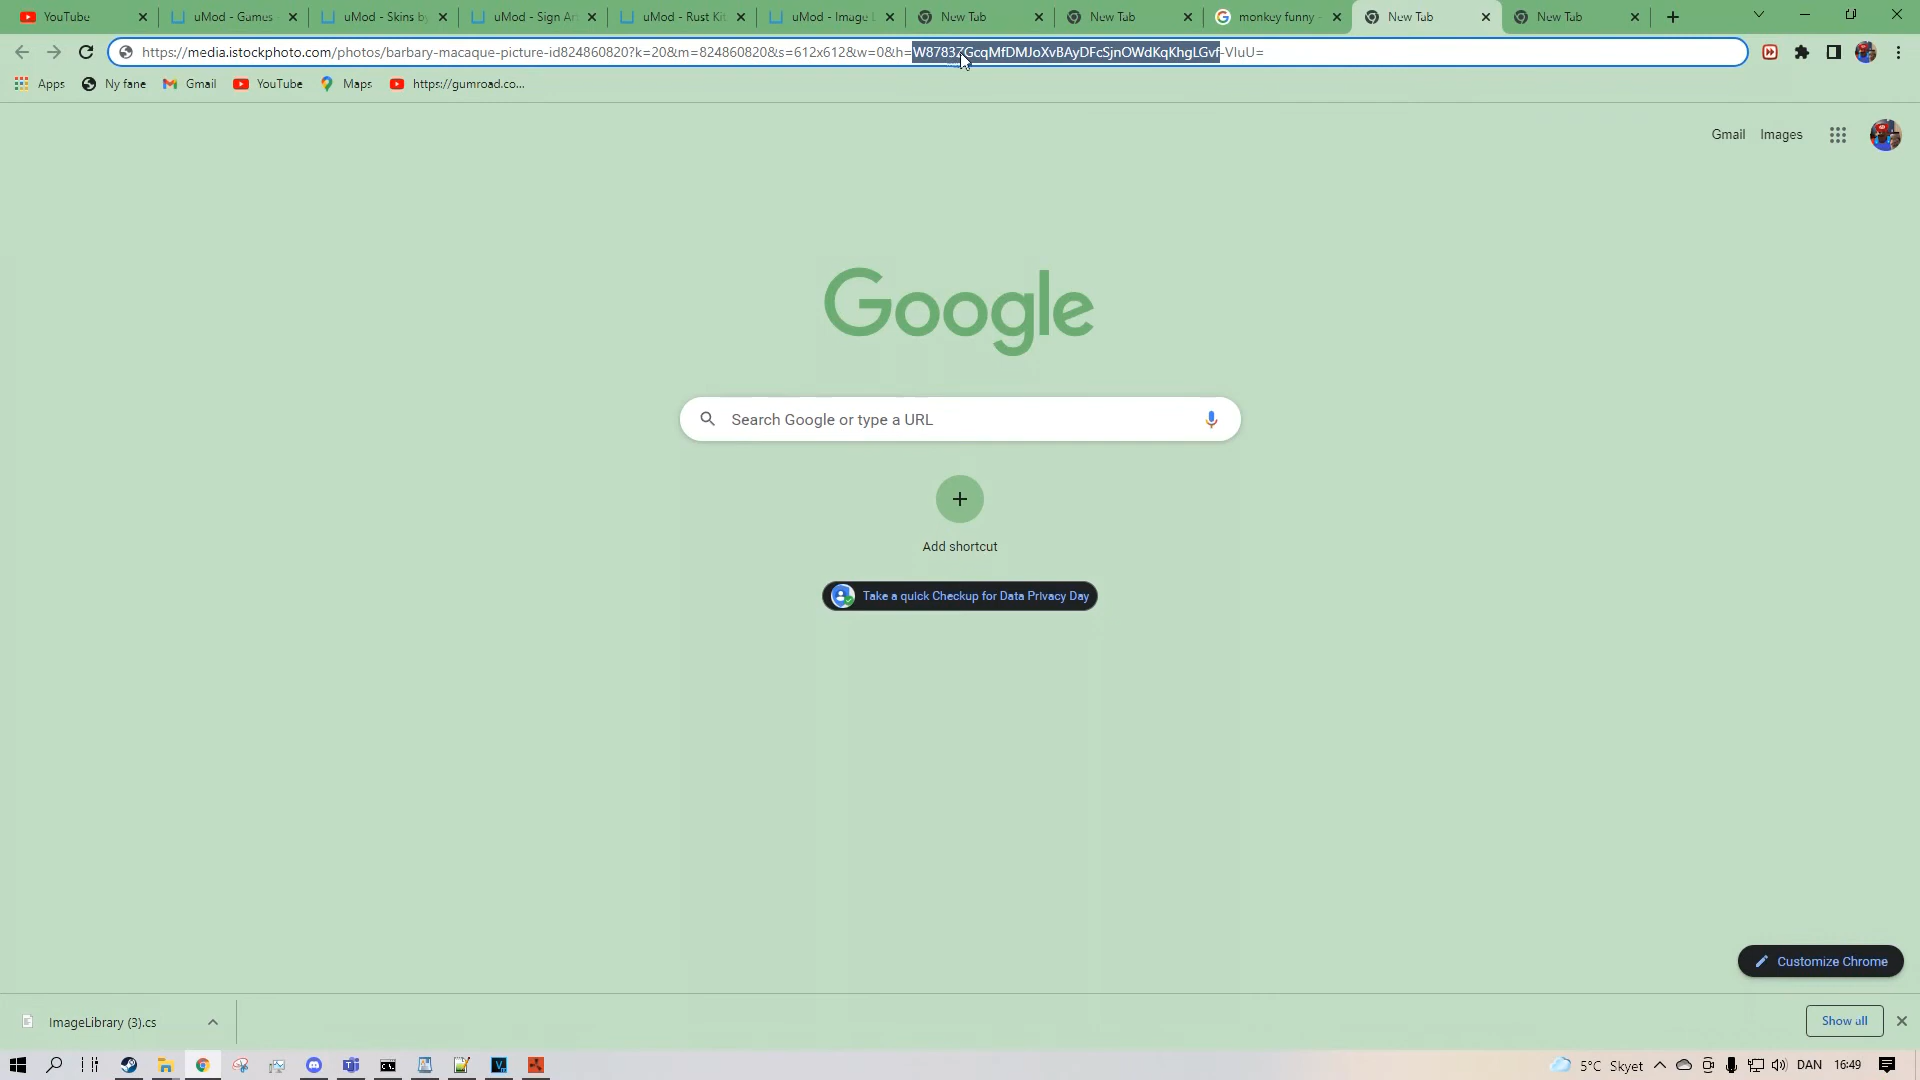 YouTube
uMod - Games
uMod - Skins by
uMod - Sign Ar
uMod - Rust Kit
uMod - Image L
New Tab
New Tab
monkey funny -
New Tab
New Tab
https://media.istockphoto.com/photos/barbary-macaque-picture-id824860820?k=20&m=824860820&s=612x612&w=0&h=W8783ZGcqMfDMJoXvBAyDFcSjnOWdKqKhgLGvf-VIuU=
Apps
Ny fane
Gmail
YouTube
Maps
https://gumroad.co...
Gmail
Images
Google
Search Google or type a URL
Add shortcut
Take a quick Checkup for Data Privacy Day
Customize Chrome
ImageLibrary (3).cs
Show all
5°C Skyet
DAN
16:49